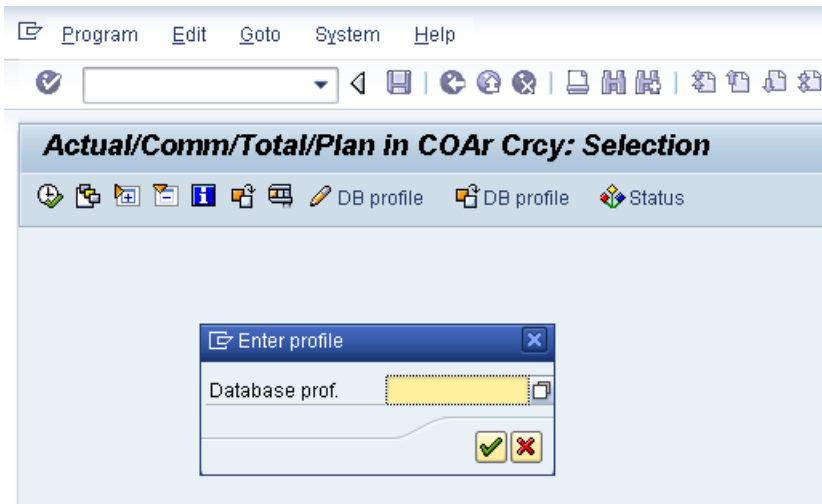 Program Edit Goto System Help
Actual/Comm/Total/Plan in COAr Crcy: Selection
DB profile DB profile Status
Enter profile
Database prof.